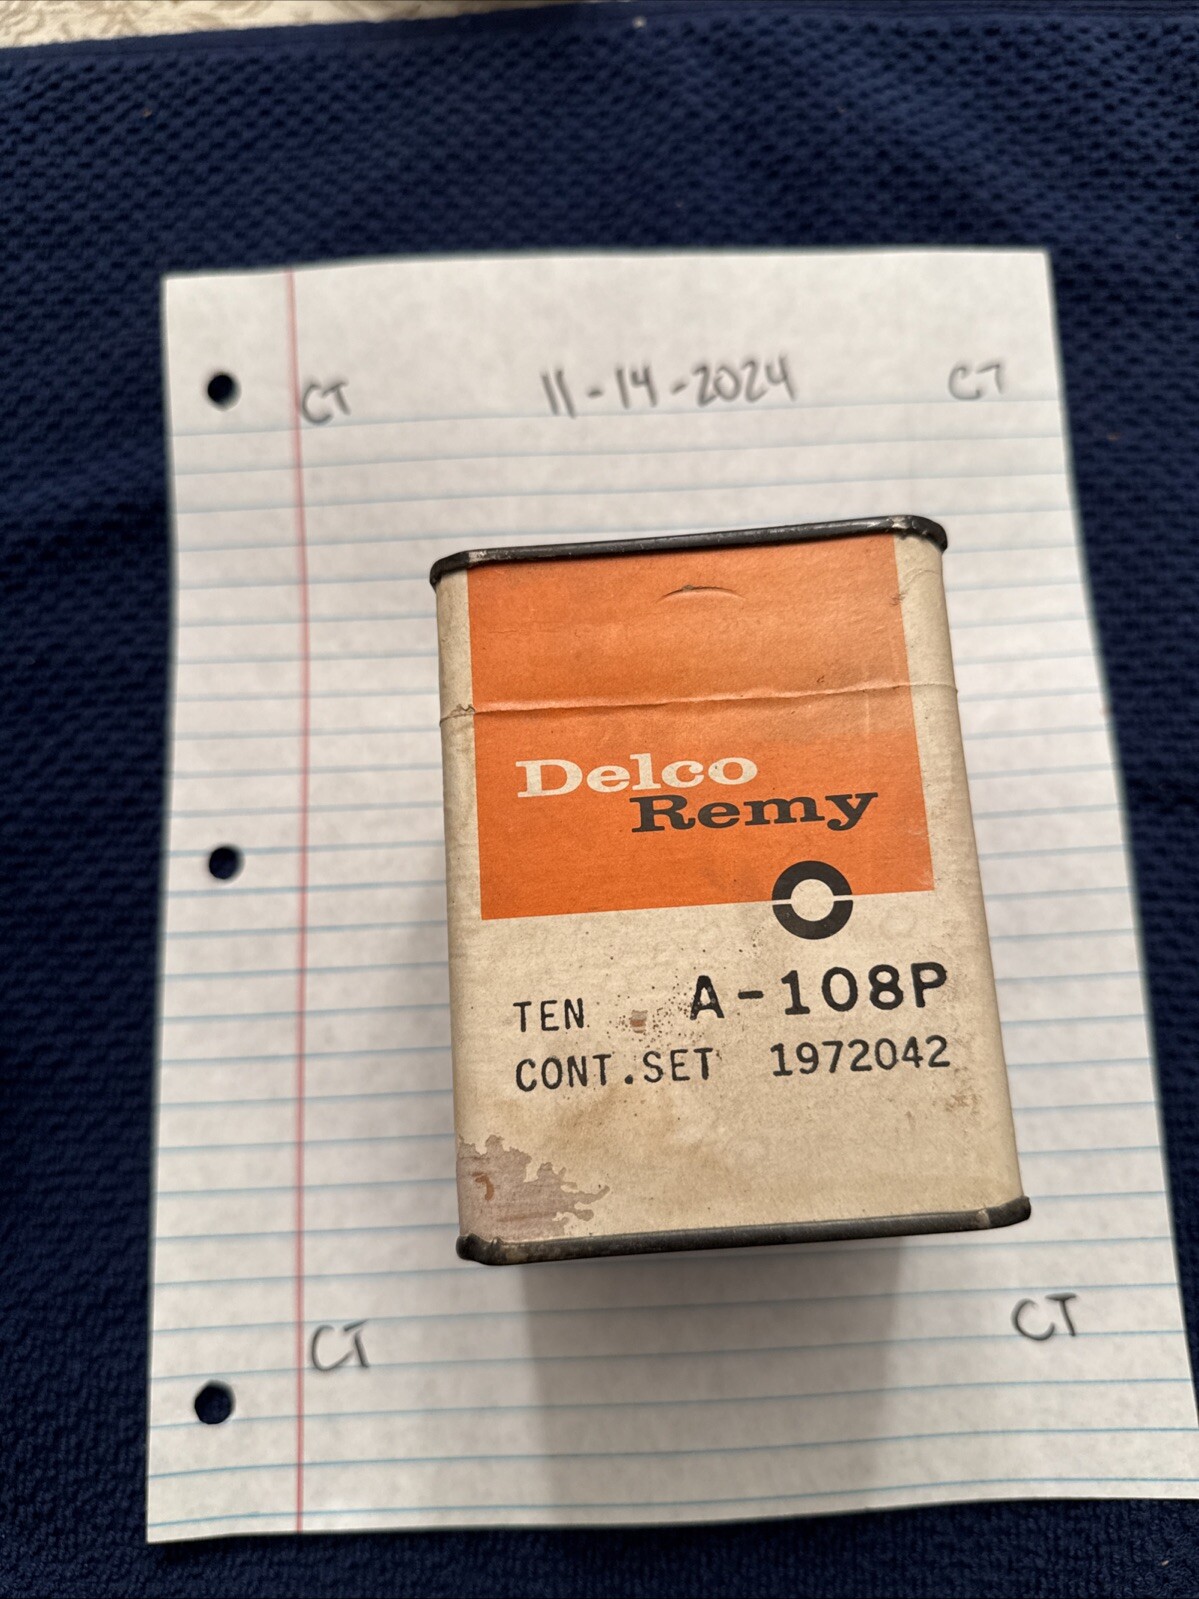 CT 11-14-2024 CT
Delco
Remy
TEN A-108P
CONT.SET 1972042
CT CT